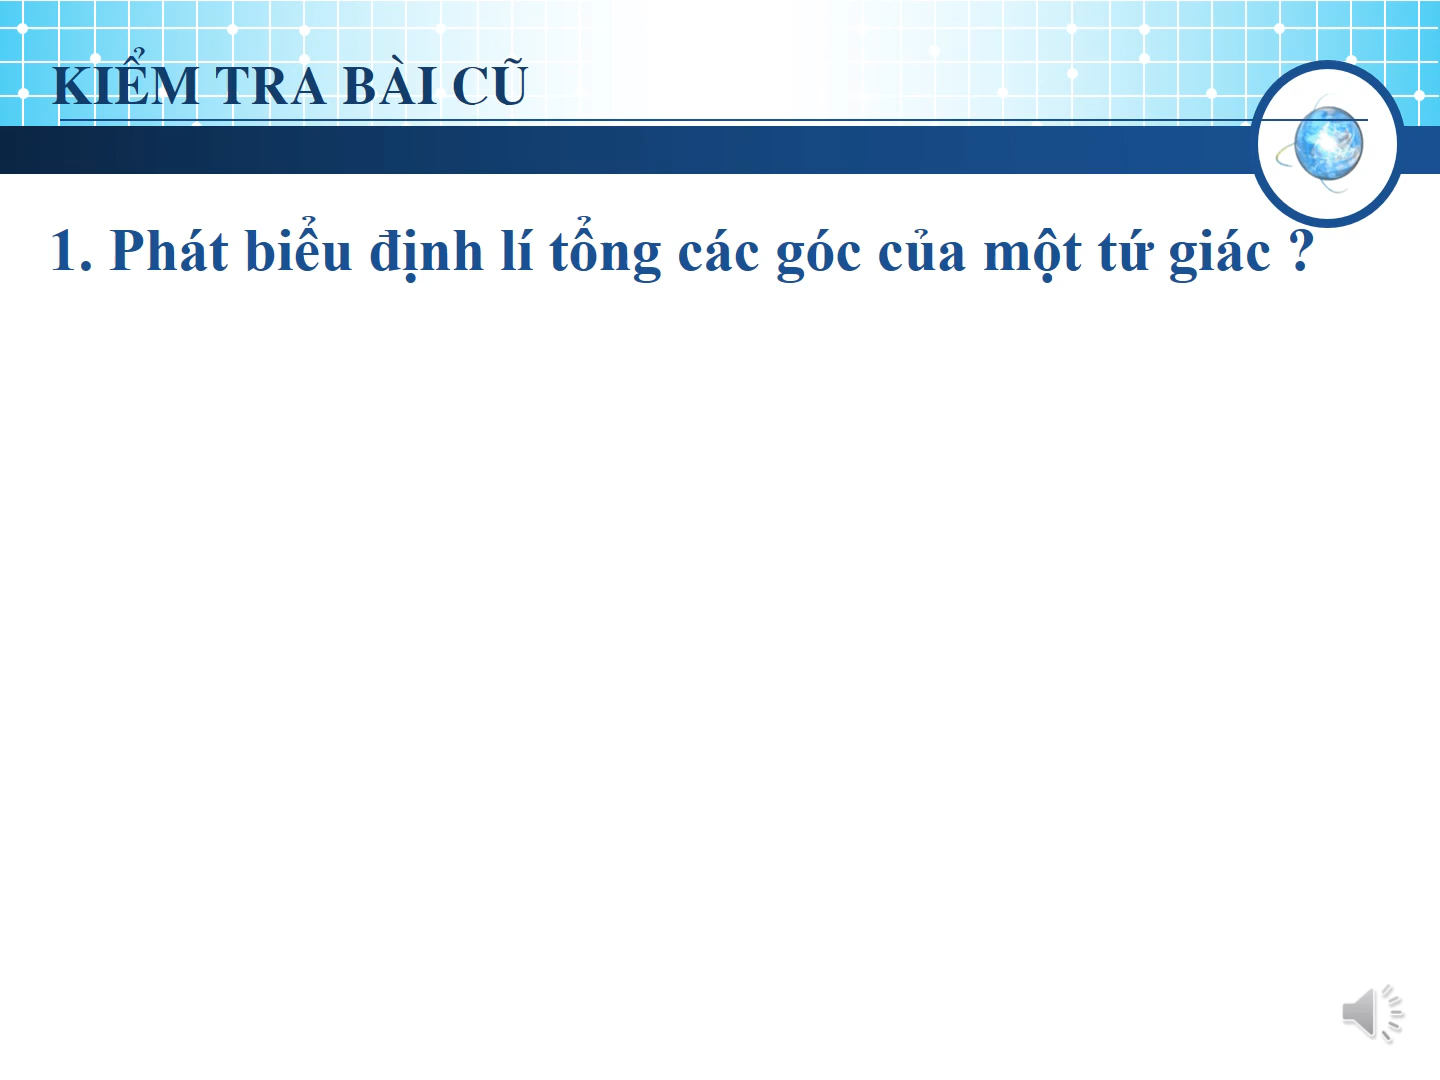 KIỂM TRA BÀI CŨ
1. Phát biểu định lí tổng các góc của một tứ giác ?